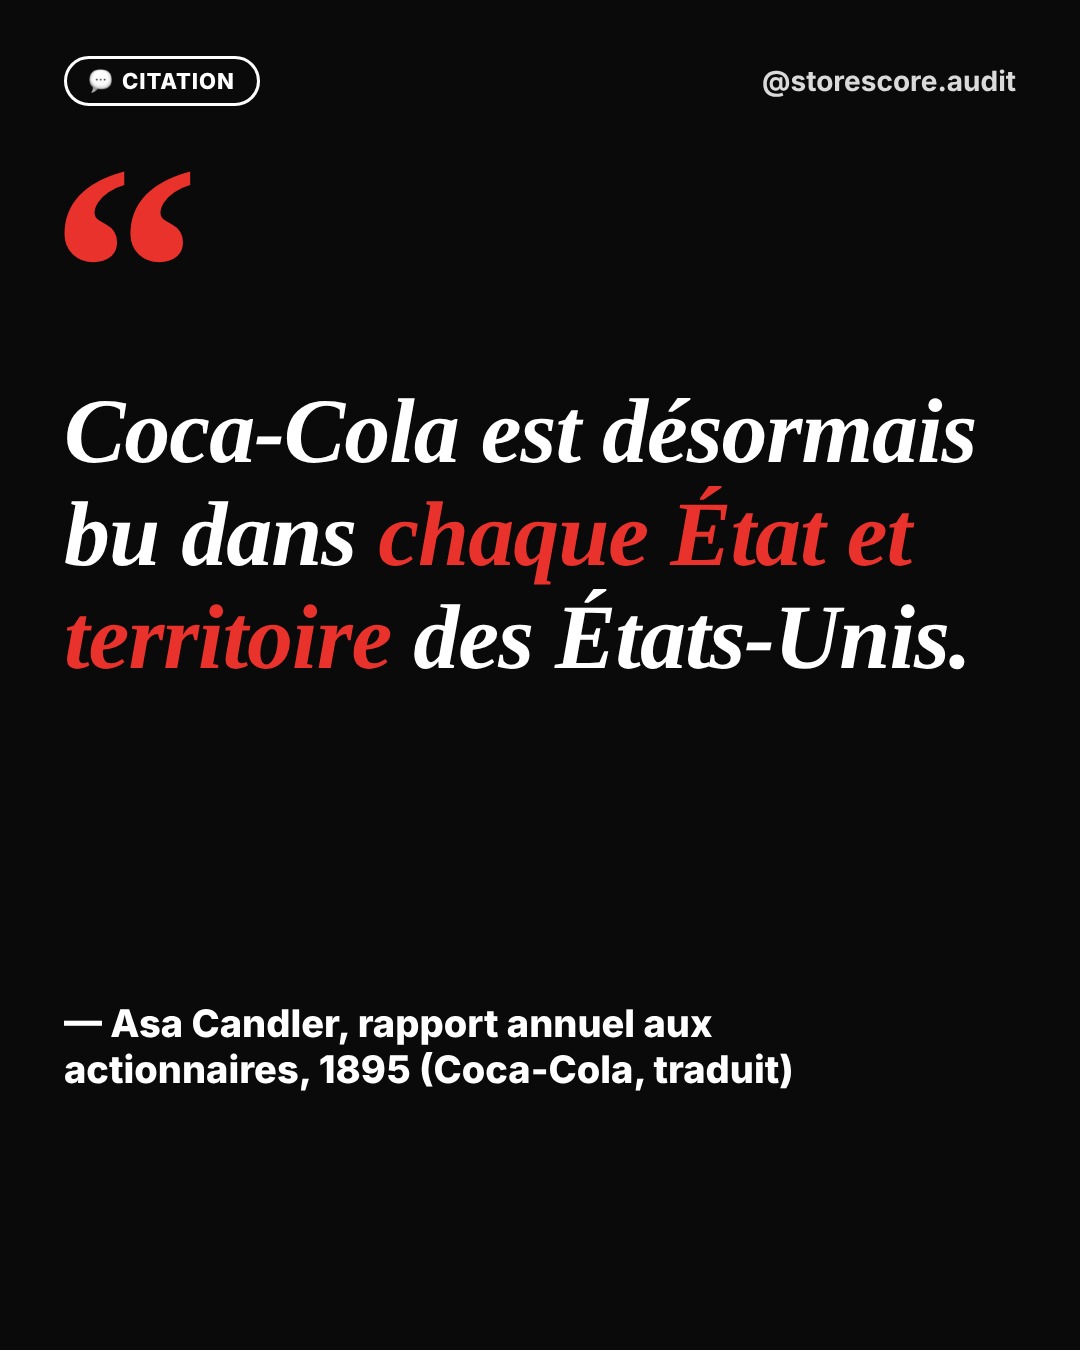 💬 CITATION
@storescore.audit
“
Coca-Cola est désormais
bu dans chaque État et
territoire des États-Unis.
— Asa Candler, rapport annuel aux
actionnaires, 1895 (Coca-Cola, traduit)